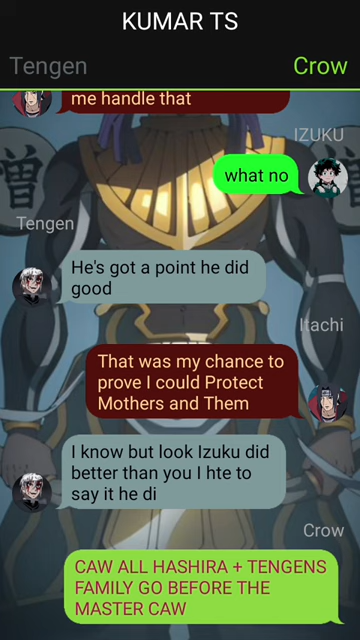 KUMAR TS
Tengen
Crow
me handle that
IZUKU
what no
Tengen
He's got a point he did
good
Itachi
That was my chance to
prove I could Protect
Mothers and Them
I know but look Izuku did
better than you I hte to
say it he di
Crow
CAW ALL HASHIRA + TENGENS
FAMILY GO BEFORE THE
MASTER CAW